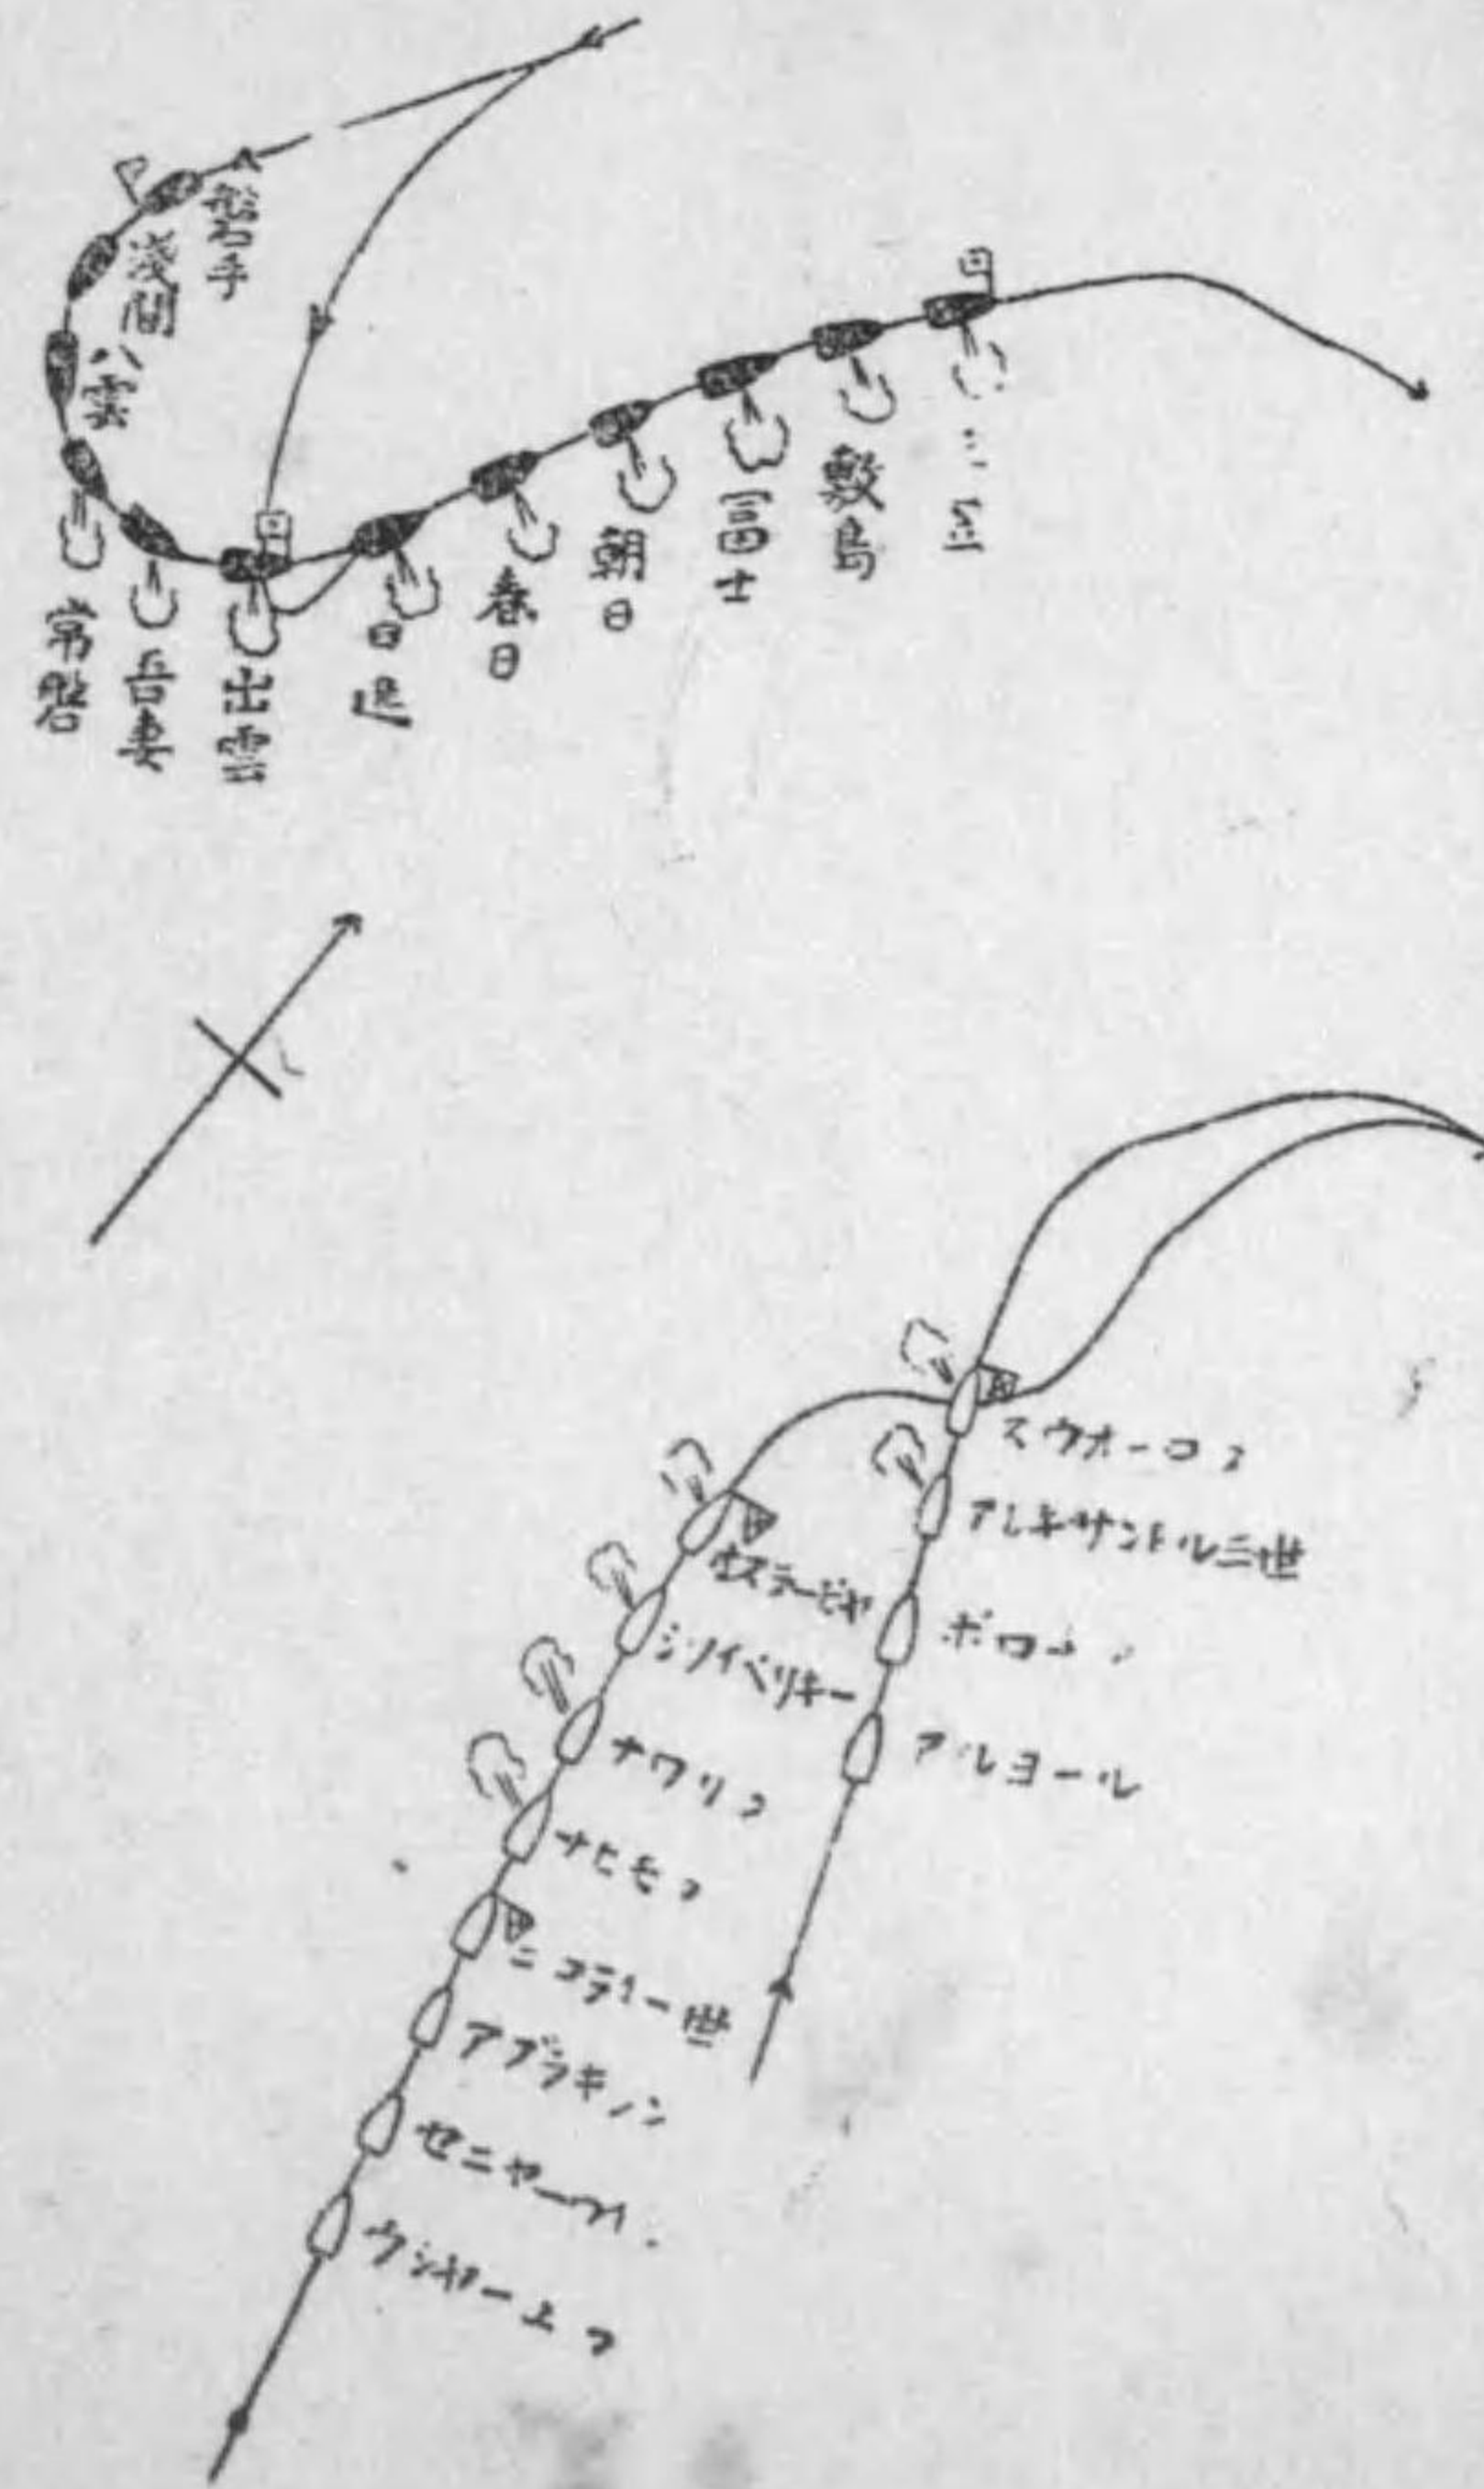 磐手
淺間
八雲
常磐
吾妻
出雲
日進
春日
朝日
富士
敷島
三笠
スウオーロフ
アレキサンドル三世
ボロヂノ
アルヨール
オスラービヤ
シソイベリキー
ナワリン
ナヒモフ
ニコライ一世
アブラキシン
セニヤーウイン
ウシヤーコフ